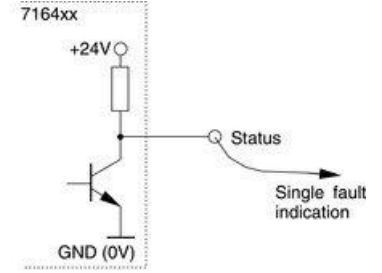 7164xx
+24V
Status
Single fault
indication
GND (0V)